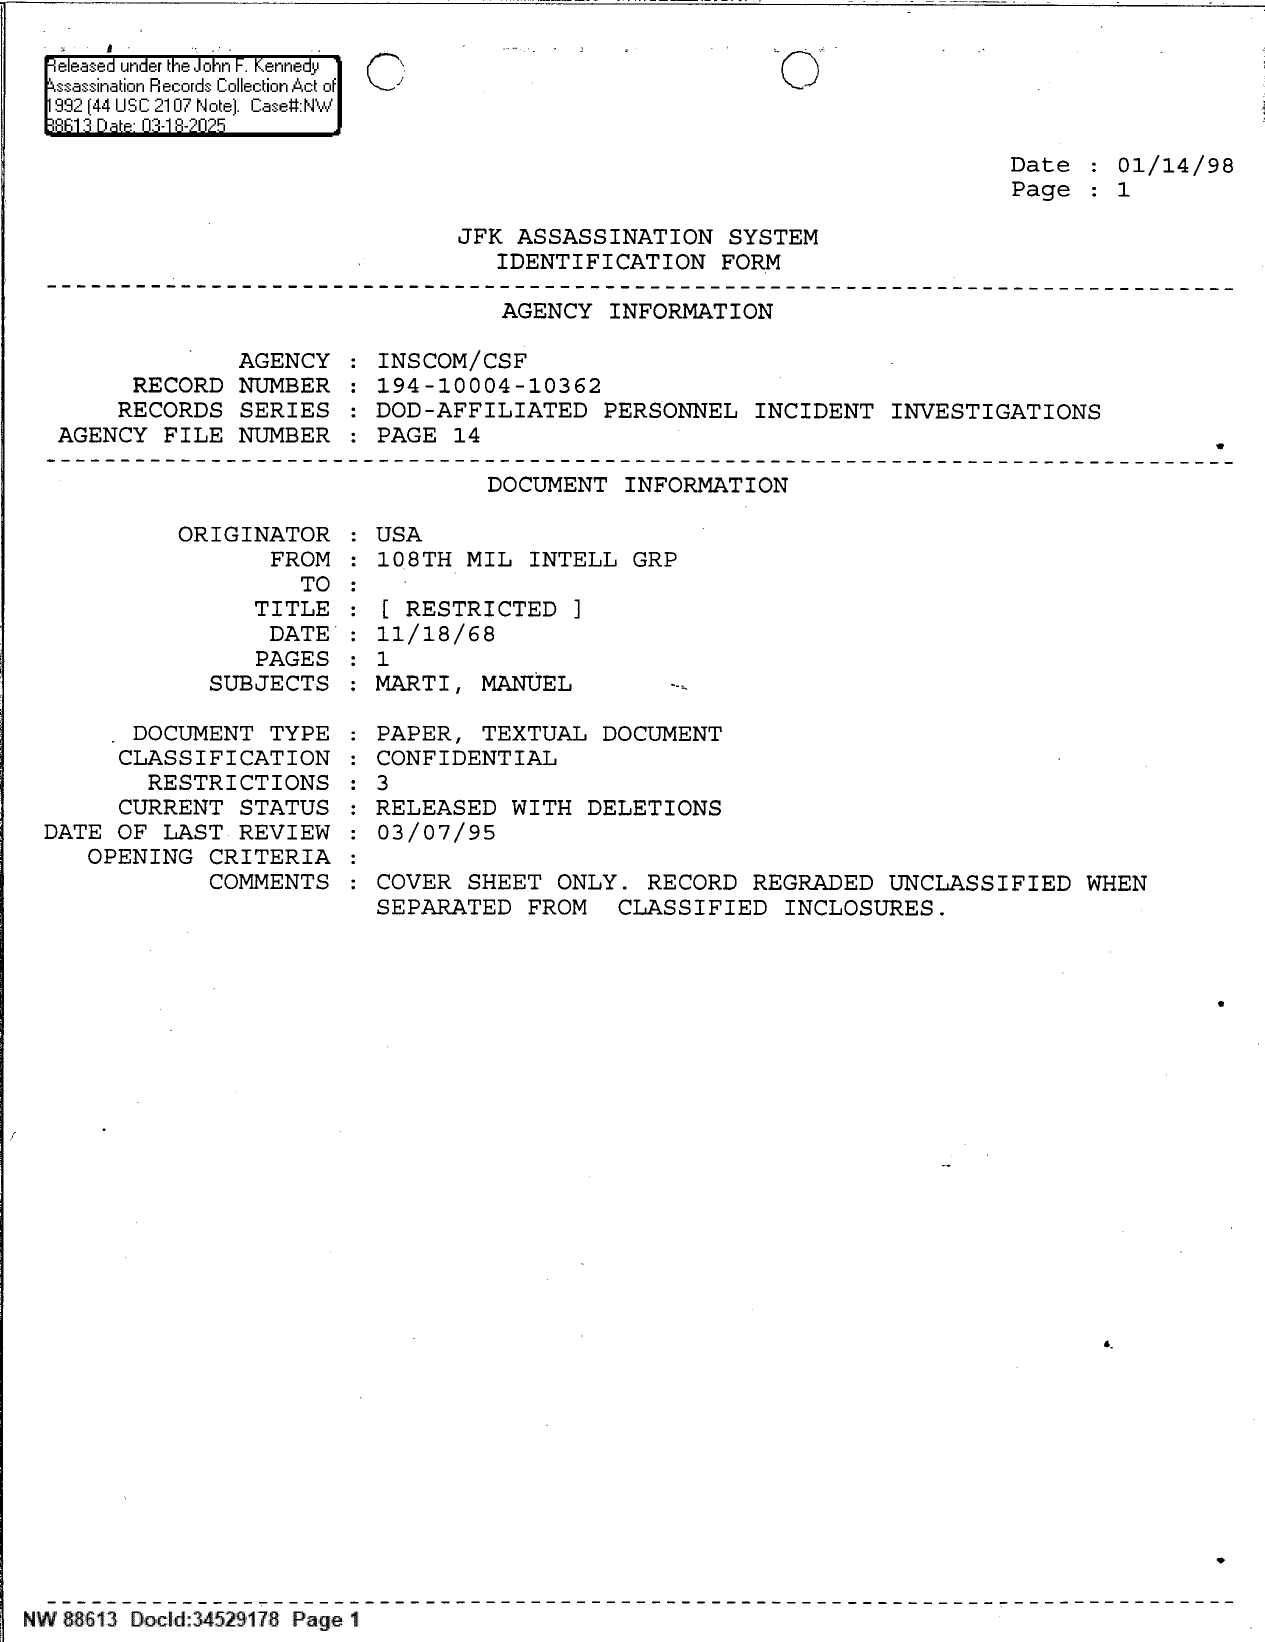 Released under the John F. Kennedy
Assassination Records Collection Act of
1992 (44 USC 2107 Note). Case#:NW
88613 Date: 03-18-2025
Date : 01/14/98
Page : 1
JFK ASSASSINATION SYSTEM
IDENTIFICATION FORM
AGENCY INFORMATION
AGENCY : INSCOM/CSF
RECORD NUMBER : 194-10004-10362
RECORDS SERIES : DOD-AFFILIATED PERSONNEL INCIDENT INVESTIGATIONS
AGENCY FILE NUMBER : PAGE 14
DOCUMENT INFORMATION
ORIGINATOR : USA
FROM : 108TH MIL INTELL GRP
TO :
TITLE : [ RESTRICTED ]
DATE : 11/18/68
PAGES : 1
SUBJECTS : MARTI, MANUEL
DOCUMENT TYPE : PAPER, TEXTUAL DOCUMENT
CLASSIFICATION : CONFIDENTIAL
RESTRICTIONS : 3
CURRENT STATUS : RELEASED WITH DELETIONS
DATE OF LAST REVIEW : 03/07/95
OPENING CRITERIA :
COMMENTS : COVER SHEET ONLY. RECORD REGRADED UNCLASSIFIED WHEN
SEPARATED FROM CLASSIFIED INCLOSURES.
NW 88613 DocId:34529178 Page 1